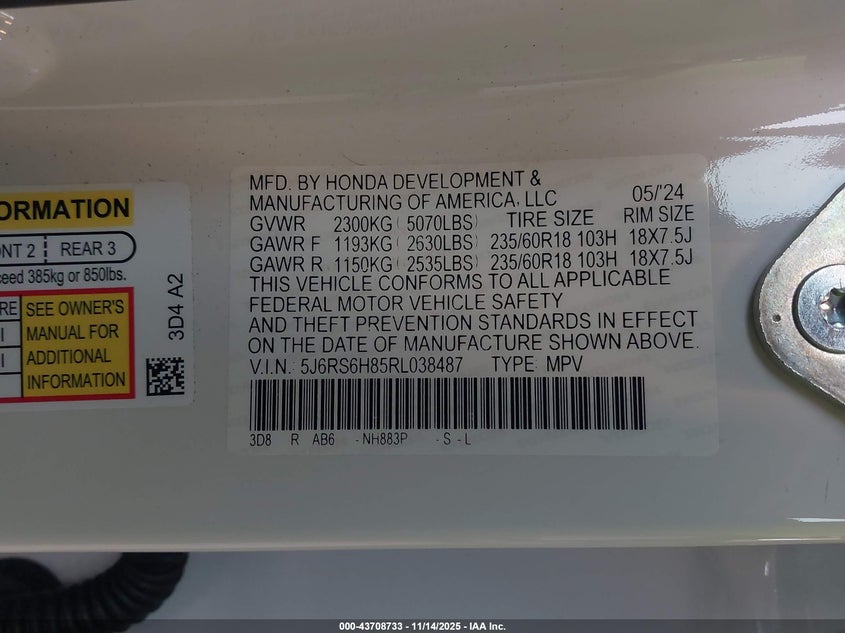 ORMATION
ONT 2 | REAR 3
ceed 385kg or 850lbs.
RE
SEE OWNER'S
MANUAL FOR
ADDITIONAL
INFORMATION
3D4 A2
MFD. BY HONDA DEVELOPMENT &
MANUFACTURING OF AMERICA, LLC 05/'24
GVWR 2300KG ( 5070LBS) TIRE SIZE RIM SIZE
GAWR F 1193KG ( 2630LBS) 235/60R18 103H 18X7.5J
GAWR R 1150KG ( 2535LBS) 235/60R18 103H 18X7.5J
THIS VEHICLE CONFORMS TO ALL APPLICABLE
FEDERAL MOTOR VEHICLE SAFETY
AND THEFT PREVENTION STANDARDS IN EFFECT
ON THE DATE OF MANUFACTURE SHOWN ABOVE.
V.I.N.: 5J6RS6H85RL038487 TYPE: MPV
3D8 R AB6 -NH883P -S-L
000-43708733 - 11/14/2025 - IAA Inc.